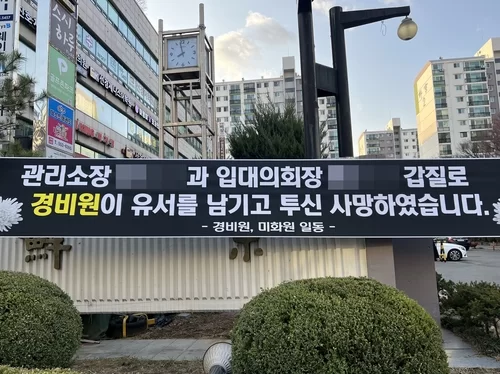 관리소장 과 입대의회장 갑질로
경비원이 유서를 남기고 투신 사망하였습니다.
- 경비원, 미화원 일동 -